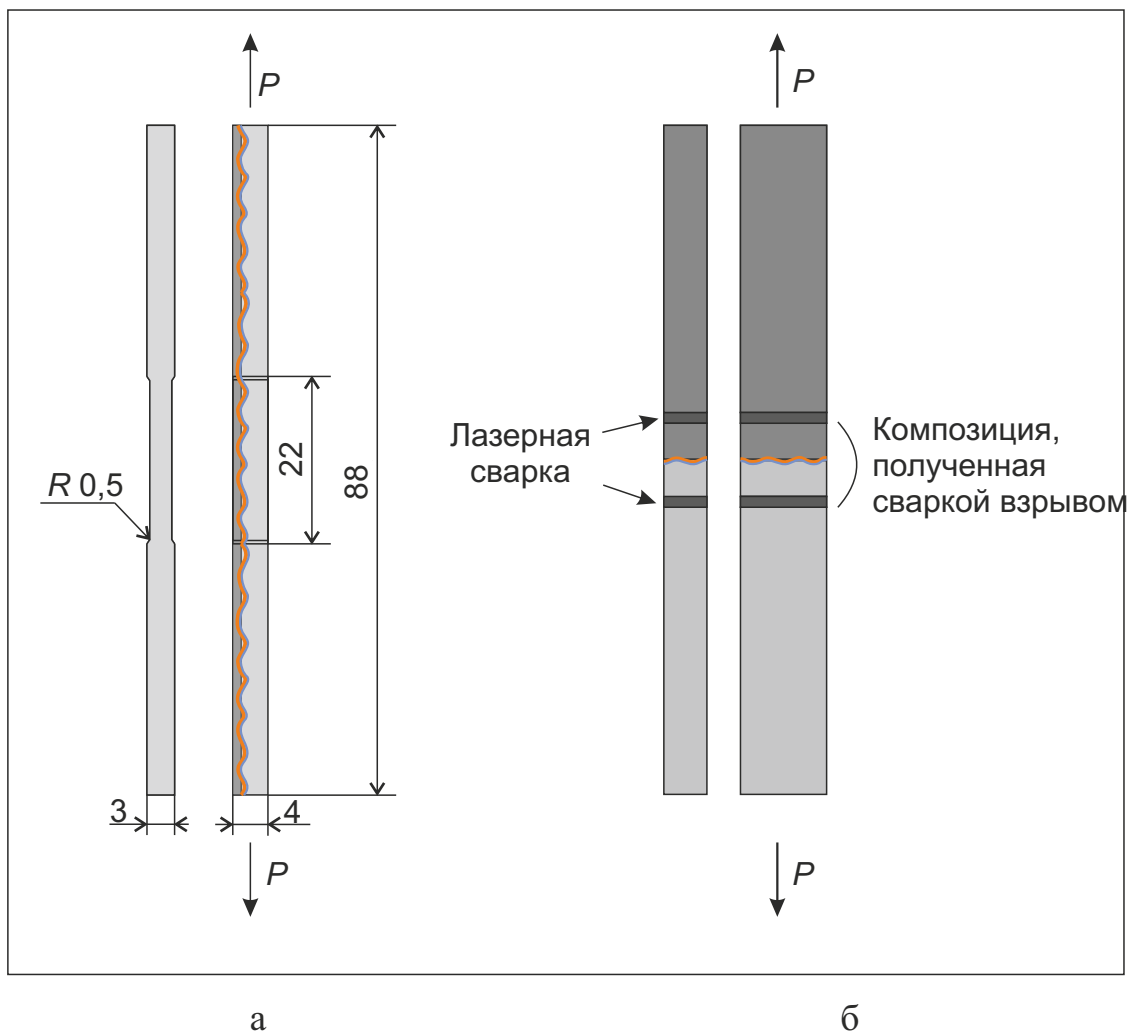 P
P
R 0,5
22
88
3
4
P
P
Лазерная
сварка
Композиция,
полученная
сваркой взрывом
а
б